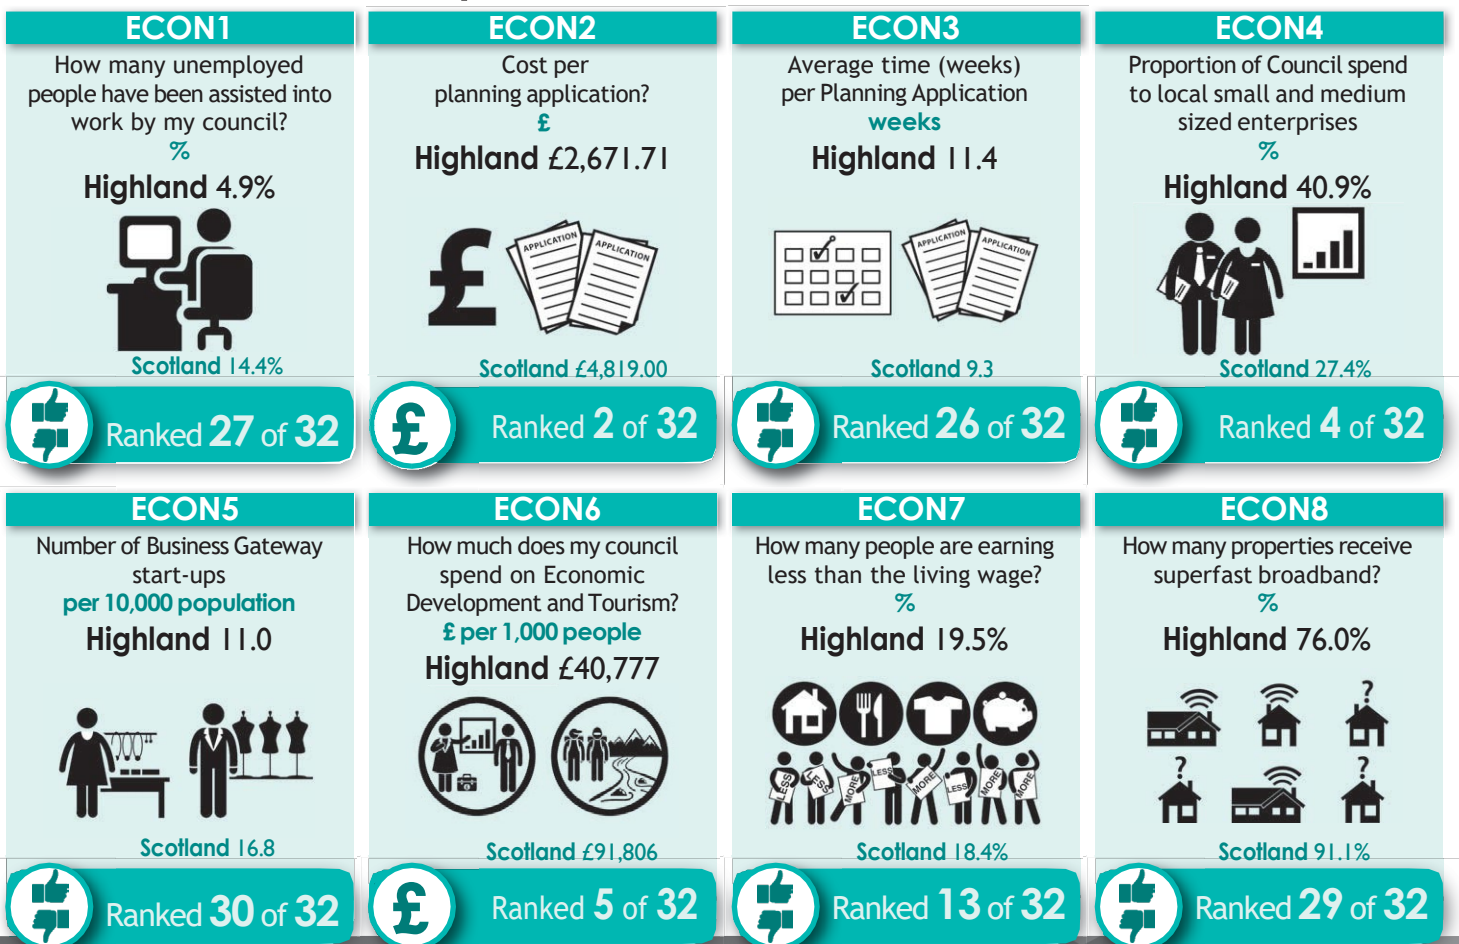 ECON1
How many unemployed
people have been assisted into
work by my council?
%
Highland 4.9%
Scotland 14.4%
Ranked 27 of 32
ECON2
Cost per
planning application?
£
Highland £2,671.71
£
APPLICATION
APPLICATION
Scotland £4,819.00
£
Ranked 2 of 32
ECON3
Average time (weeks)
per Planning Application
weeks
Highland 11.4
APPLICATION
APPLICATION
Scotland 9.3
Ranked 26 of 32
ECON4
Proportion of Council spend
to local small and medium
sized enterprises
%
Highland 40.9%
Scotland 27.4%
Ranked 4 of 32
ECON5
Number of Business Gateway
start-ups
per 10,000 population
Highland 11.0
Scotland 16.8
Ranked 30 of 32
ECON6
How much does my council
spend on Economic
Development and Tourism?
£ per 1,000 people
Highland £40,777
Scotland £91,806
£
Ranked 5 of 32
ECON7
How many people are earning
less than the living wage?
%
Highland 19.5%
LESS
LESS
MORE
LESS
MORE
LESS
MORE
MORE
Scotland 18.4%
Ranked 13 of 32
ECON8
How many properties receive
superfast broadband?
%
Highland 76.0%
?
?
?
Scotland 91.1%
Ranked 29 of 32